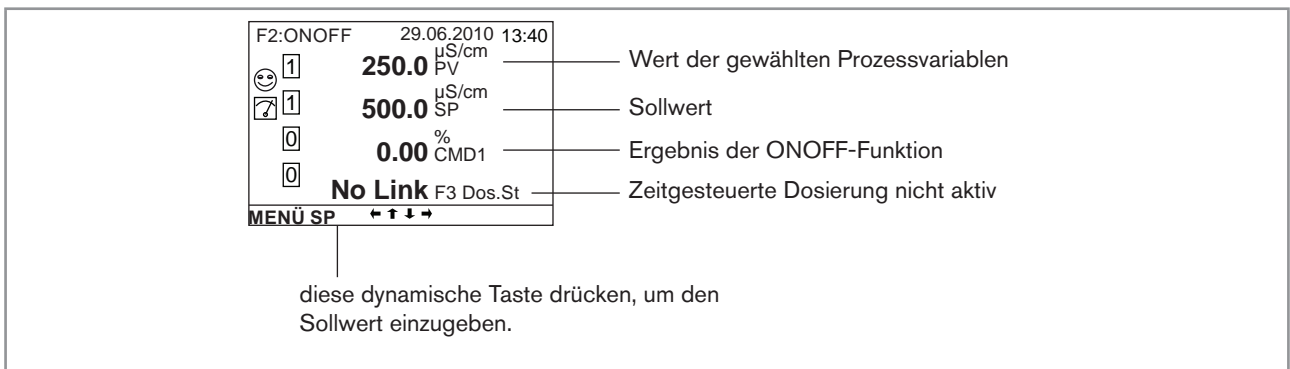 F2:ONOFF 29.06.2010 13:40
1 250.0 µS/cm PV Wert der gewählten Prozessvariablen
1 500.0 µS/cm SP Sollwert
0 0.00 % CMD1 Ergebnis der ONOFF-Funktion
0 No Link F3 Dos.St Zeitgesteuerte Dosierung nicht aktiv
MENÜ SP
diese dynamische Taste drücken, um den
Sollwert einzugeben.